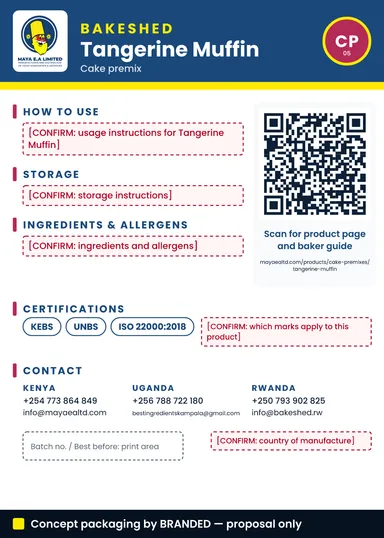 MAYA E.A LIMITED
BAKESHED
Tangerine Muffin
Cake premix
CP
05
HOW TO USE
[CONFIRM: usage instructions for Tangerine
Muffin]
STORAGE
[CONFIRM: storage instructions]
INGREDIENTS & ALLERGENS
[CONFIRM: ingredients and allergens]
Scan for product page
and baker guide
mayaealtd.com/products/cake-premixes/
tangerine-muffin
CERTIFICATIONS
KEBS
UNBS
ISO 22000:2018
[CONFIRM: which marks apply to this
product]
CONTACT
KENYA
+254 773 864 849
info@mayaealtd.com
UGANDA
+256 788 722 180
bestingredientskampala@gmail.com
RWANDA
+250 793 902 825
info@bakeshed.rw
Batch no. / Best before: print area
[CONFIRM: country of manufacture]
Concept packaging by BRANDED — proposal only